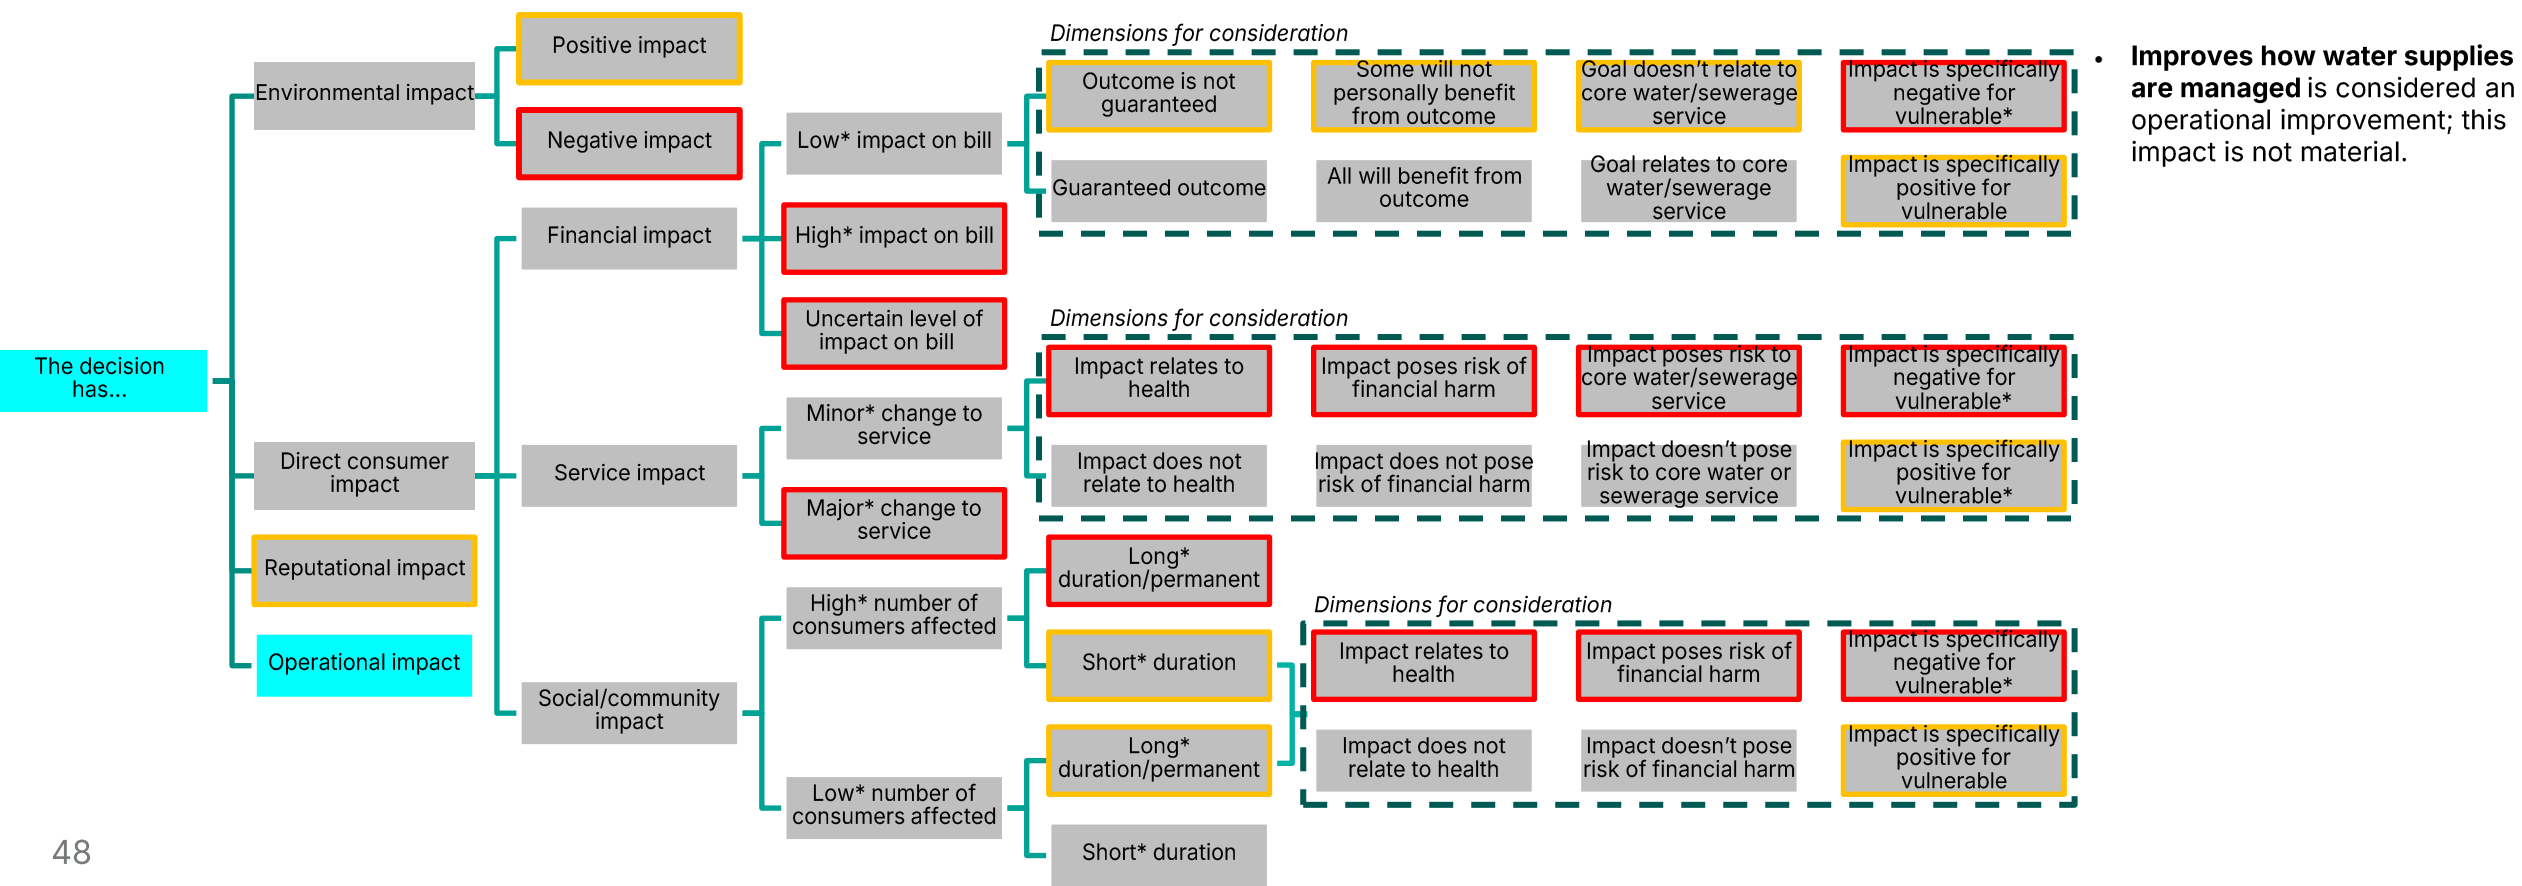 Positive impact
Environmental impact
Negative impact
Financial impact
The decision
has...
Direct consumer
impact
Service impact
Reputational impact
Operational impact
Social/community
impact
Low* impact on bill
High* impact on bill
Uncertain level of
impact on bill
Minor* change to
service
Major* change to
service
High* number of
consumers affected
Low* number of
consumers affected
Dimensions for consideration
Outcome is not
guaranteed
Some will not
personally benefit
from outcome
Goal doesn't relate to
core water/sewerage
service
Impact is specifically
negative for
vulnerable*
Guaranteed outcome
All will benefit from
outcome
Goal relates to core
water/sewerage
service
Impact is specifically
positive for
vulnerable
Dimensions for consideration
Impact relates to
health
Impact poses risk of
financial harm
Impact poses risk to
core water/sewerage
service
Impact is specifically
negative for
vulnerable*
Impact does not
relate to health
Impact does not pose
risk of financial harm
Impact doesn't pose
risk to core water or
sewerage service
Impact is specifically
positive for
vulnerable*
Long*
duration/permanent
Short* duration
Long*
duration/permanent
Short* duration
Dimensions for consideration
Impact relates to
health
Impact poses risk of
financial harm
Impact is specifically
negative for
vulnerable*
Impact does not
relate to health
Impact doesn't pose
risk of financial harm
Impact is specifically
positive for
vulnerable
• Improves how water supplies
are managed is considered an
operational improvement; this
impact is not material.
48